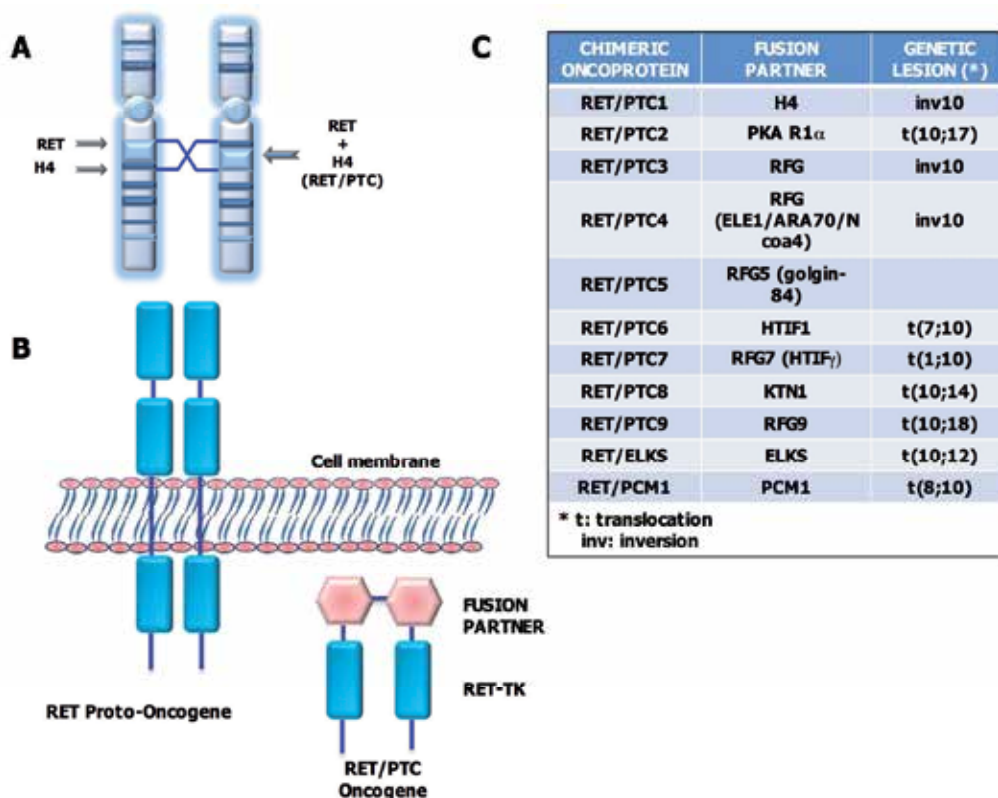 A
RET
H4
RET
+
H4
(RET/PTC)
B
Cell membrane
RET Proto-Oncogene
FUSION
PARTNER
RET-TK
RET/PTC
Oncogene
C
CHIMERIC
ONCOPROTEIN
FUSION
PARTNER
GENETIC
LESION (*)
RET/PTC1
H4
inv10
RET/PTC2
PKA R1α
t(10;17)
RET/PTC3
RFG
inv10
RET/PTC4
RFG
(ELE1/ARA70/N
coa4)
inv10
RET/PTC5
RFG5 (golgin-
84)
RET/PTC6
HTIF1
t(7;10)
RET/PTC7
RFG7 (HTIFγ)
t(1;10)
RET/PTC8
KTN1
t(10;14)
RET/PTC9
RFG9
t(10;18)
RET/ELKS
ELKS
t(10;12)
RET/PCM1
PCM1
t(8;10)
* t: translocation
inv: inversion